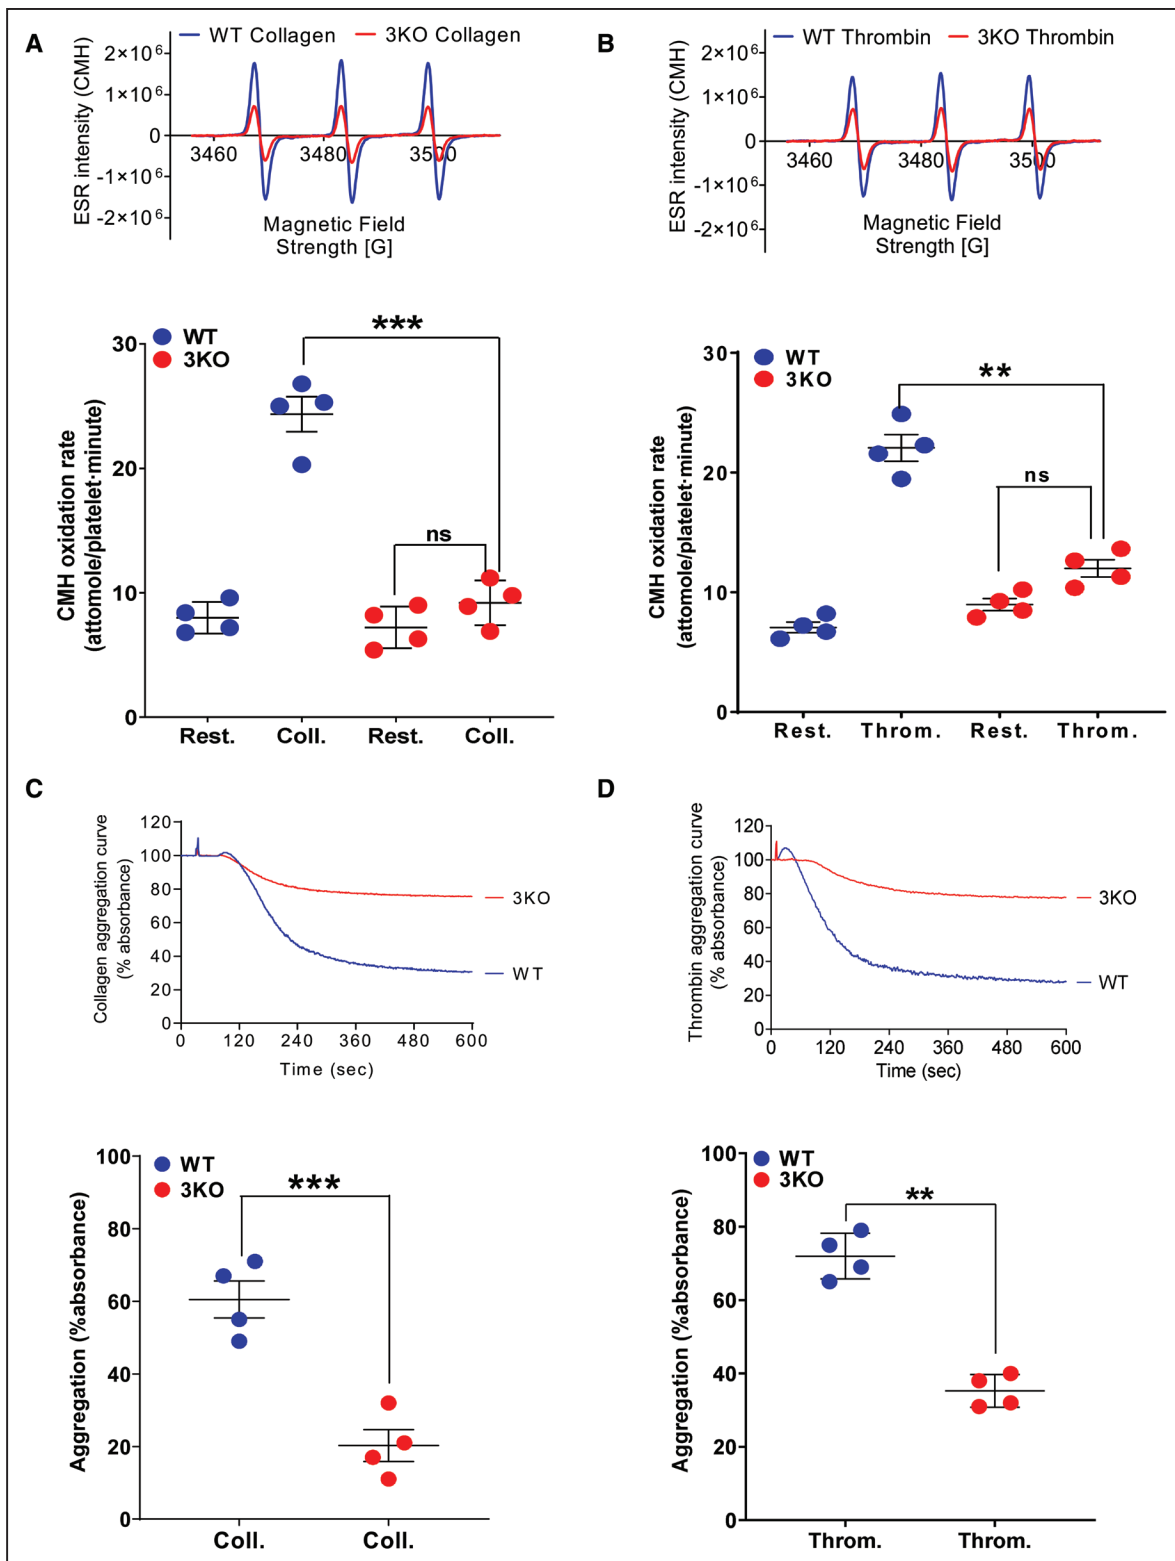 A
WT Collagen
3KO Collagen
ESR intensity (CMH)
2×10⁶
1×10⁶
0
-1×10⁶
-2×10⁶
3460
3480
3500
Magnetic Field
Strength [G]
B
WT Thrombin
3KO Thrombin
ESR intensity (CMH)
2×10⁶
1×10⁶
0
-1×10⁶
-2×10⁶
3460
3480
3500
Magnetic Field
Strength [G]
WT
3KO
***
ns
CMH oxidation rate
(attomole/platelet·minute)
30
20
10
0
Rest.
Coll.
Rest.
Coll.
WT
3KO
**
ns
CMH oxidation rate
(attomole/platelet·minute)
30
20
10
0
Rest.
Throm.
Rest.
Throm.
C
Collagen aggregation curve
(% absorbance)
120
100
80
60
40
20
0
3KO
WT
0
120
240
360
480
600
Time (sec)
D
Thrombin aggregation curve
(% absorbance)
120
100
80
60
40
20
0
3KO
WT
0
120
240
360
480
600
Time (sec)
WT
3KO
***
Aggregation (%absorbance)
100
80
60
40
20
0
Coll.
Coll.
WT
3KO
**
Aggregation (%absorbance)
100
80
60
40
20
0
Throm.
Throm.